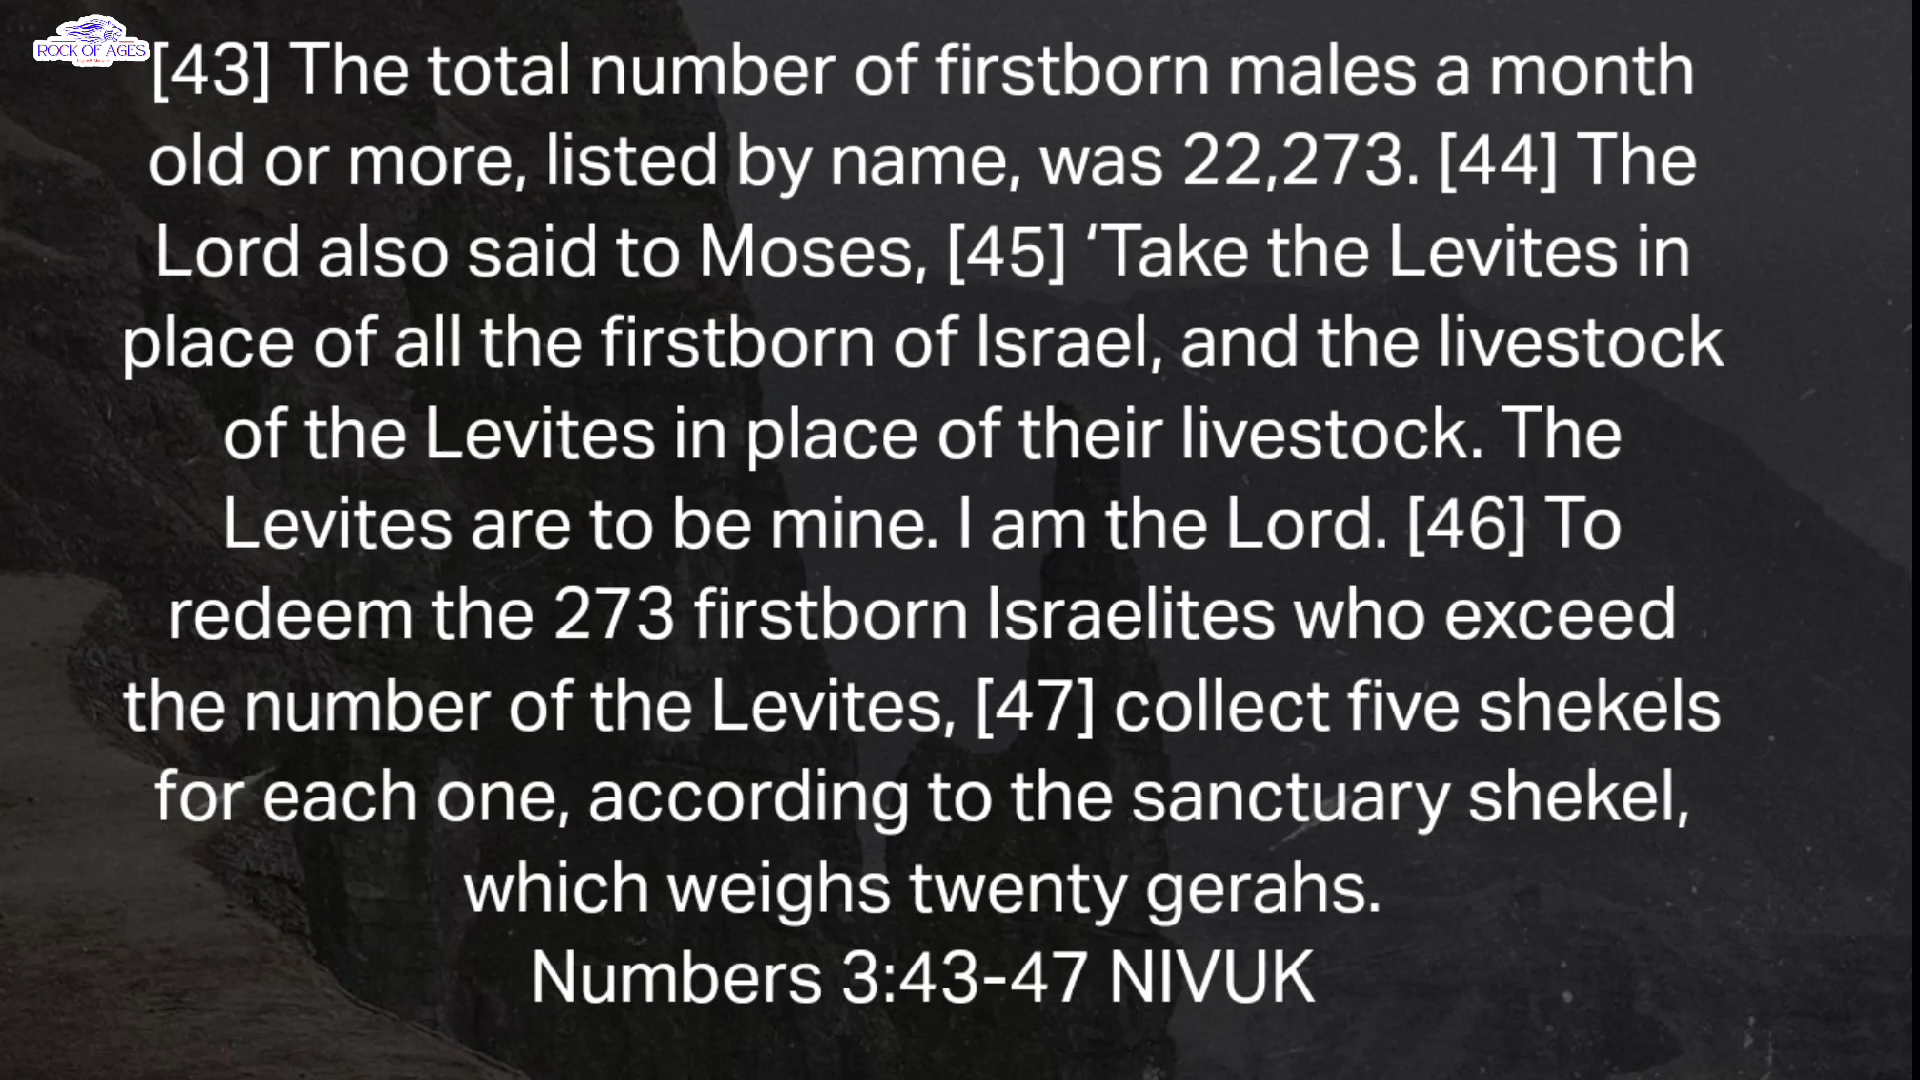 ROCK OF AGES
[43] The total number of firstborn males a month
old or more, listed by name, was 22,273. [44] The
Lord also said to Moses, [45] ‘Take the Levites in
place of all the firstborn of Israel, and the livestock
of the Levites in place of their livestock. The
Levites are to be mine. I am the Lord. [46] To
redeem the 273 firstborn Israelites who exceed
the number of the Levites, [47] collect five shekels
for each one, according to the sanctuary shekel,
which weighs twenty gerahs.
Numbers 3:43-47 NIVUK